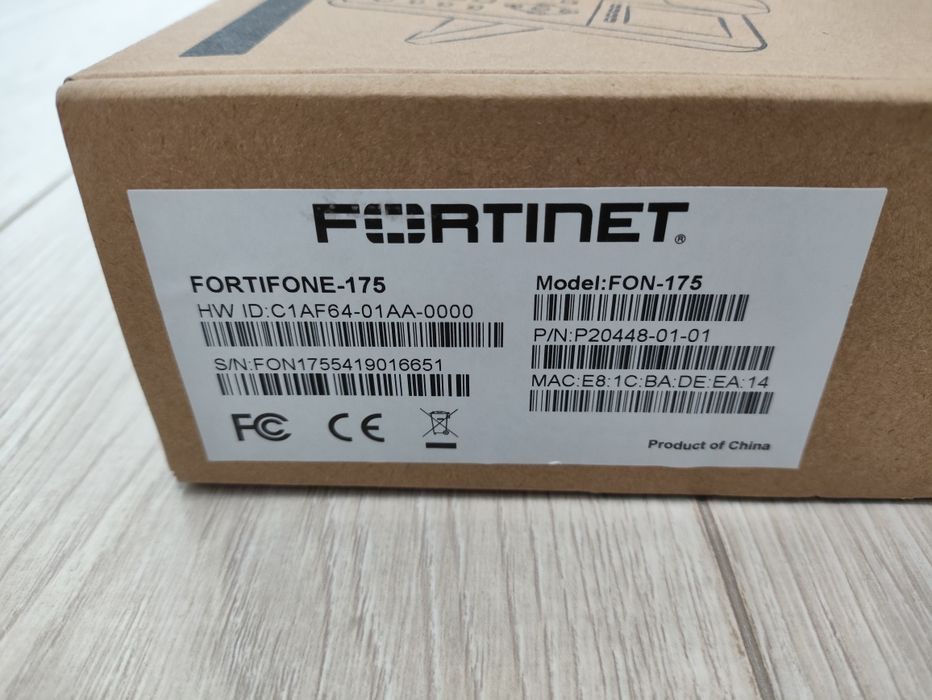 FORTINET®
FORTIFONE-175
HW ID:C1AF64-01AA-0000
S/N:FON1755419016651
Model:FON-175
P/N:P20448-01-01
MAC:E8:1C:BA:DE:EA:14
FC CE
Product of China